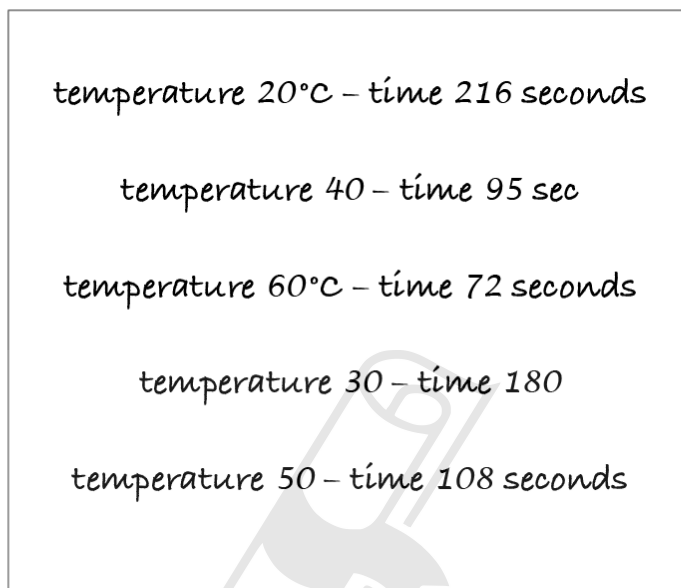 temperature 20°C – time 216 seconds
temperature 40 – time 95 sec
temperature 60°C – time 72 seconds
temperature 30 – time 180
temperature 50 – time 108 seconds